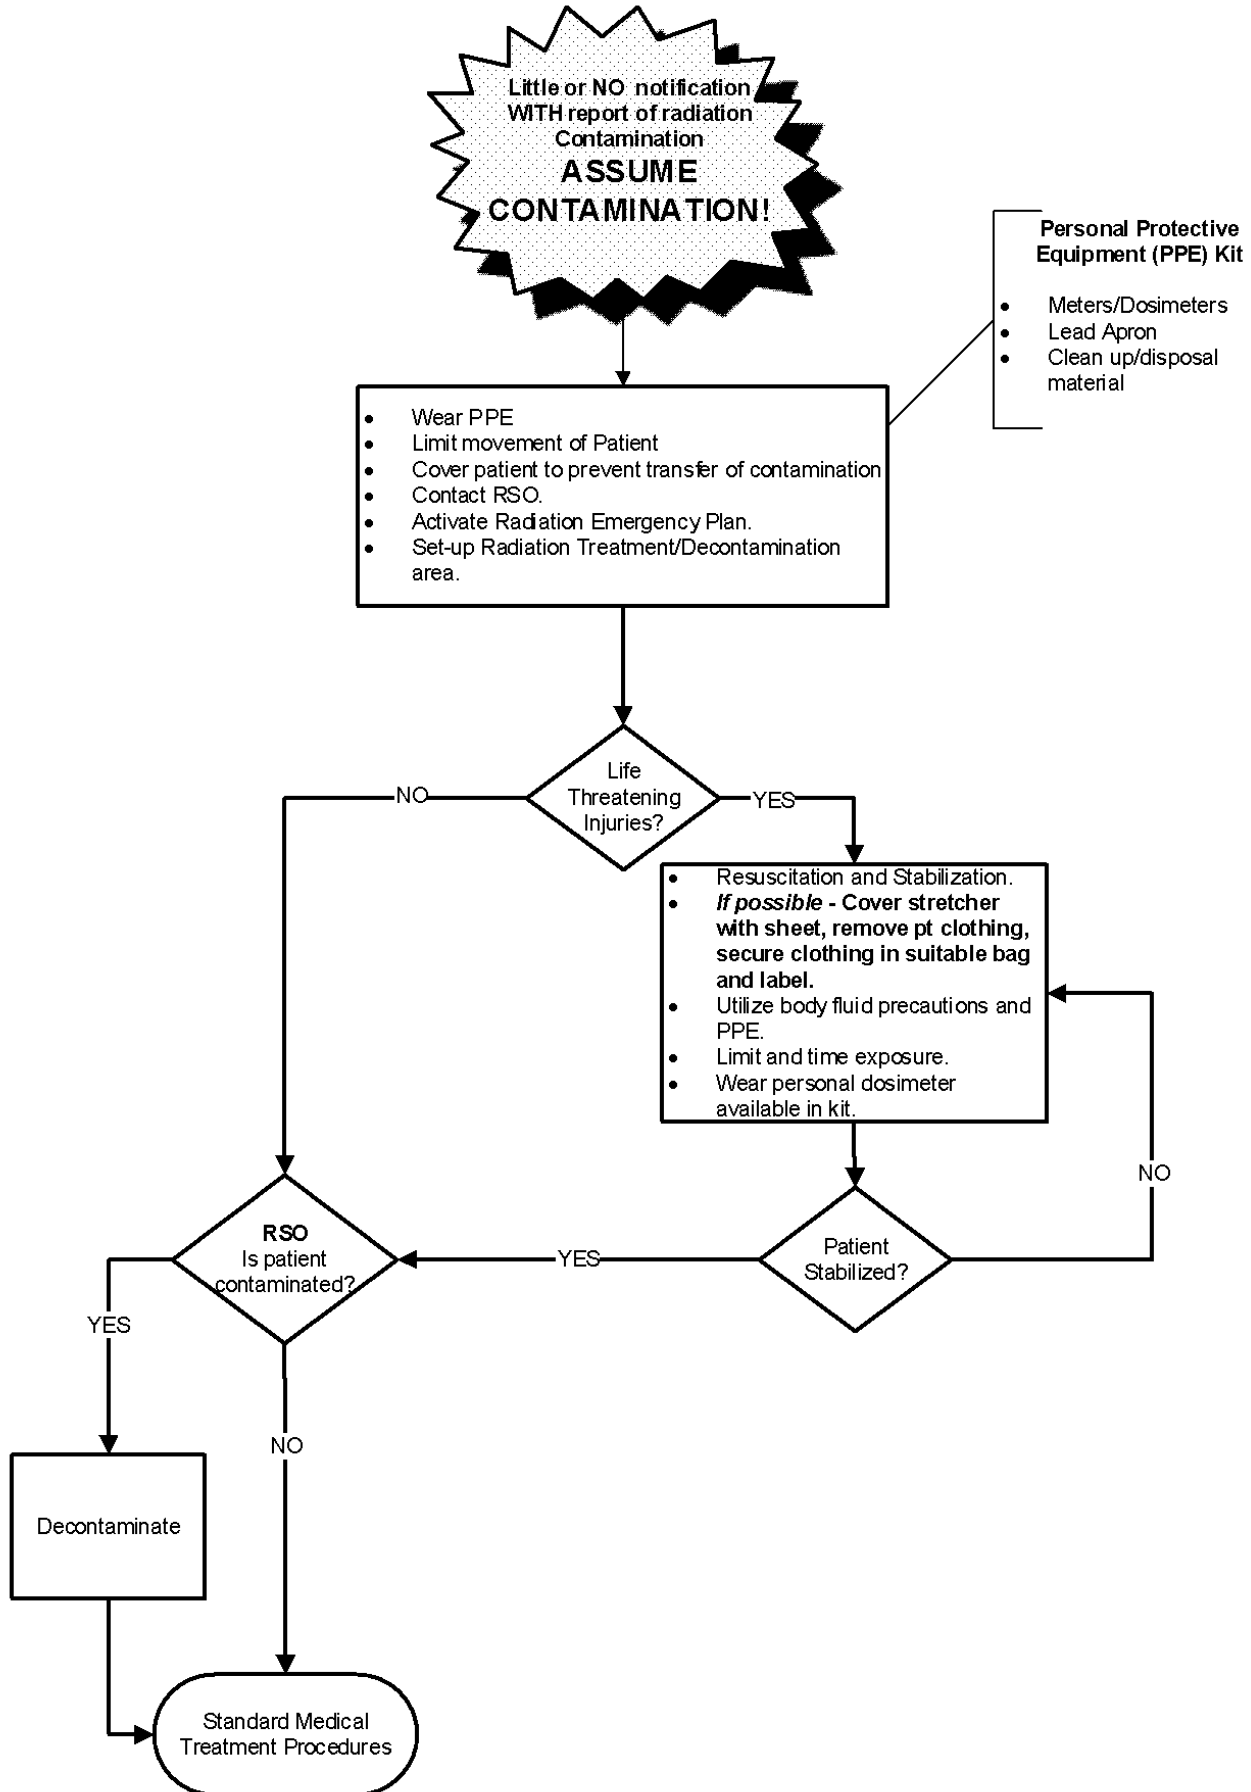 Little or NO notification
WITH report of radiation
Contamination
ASSUME
CONTAMINATION!
Personal Protective
Equipment (PPE) Kit
• Meters/Dosimeters
• Lead Apron
• Clean up/disposal
material
• Wear PPE
• Limit movement of Patient
• Cover patient to prevent transfer of contamination
• Contact RSO.
• Activate Radiation Emergency Plan.
• Set-up Radiation Treatment/Decontamination
area.
Life
Threatening
Injuries?
NO
YES
• Resuscitation and Stabilization.
• If possible - Cover stretcher
with sheet, remove pt clothing,
secure clothing in suitable bag
and label.
• Utilize body fluid precautions and
PPE.
• Limit and time exposure.
• Wear personal dosimeter
available in kit.
NO
Patient
Stabilized?
YES
RSO
Is patient
contaminated?
YES
NO
Decontaminate
Standard Medical
Treatment Procedures